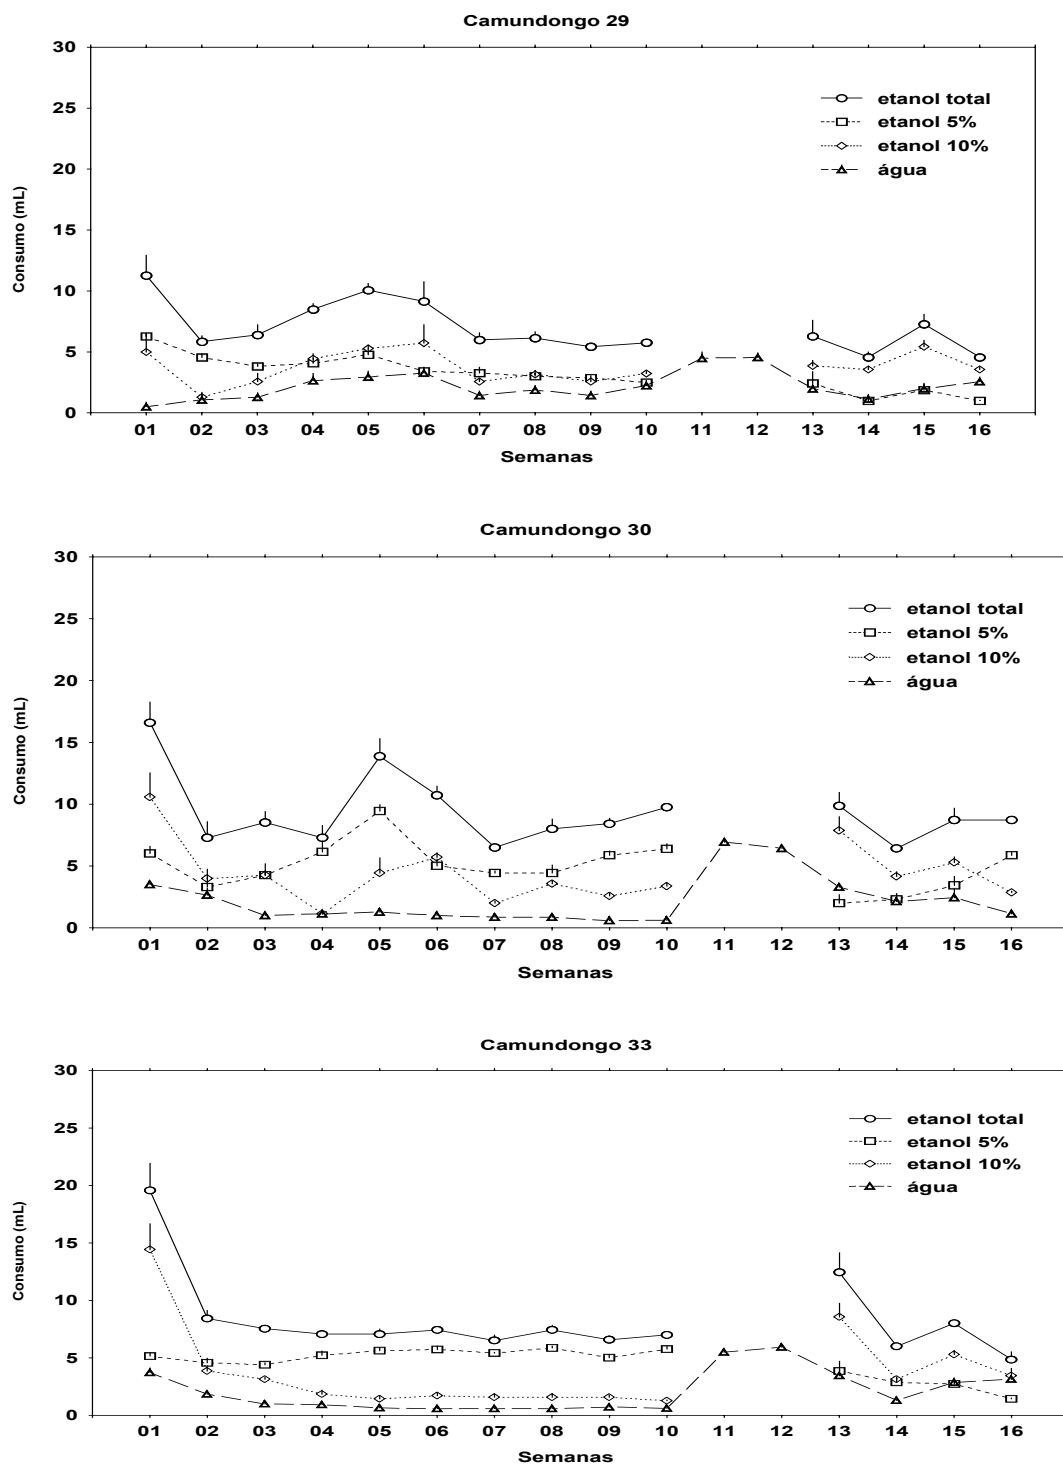 Camundongo 29
30
25
20
15
10
5
0
Consumo (mL)
etanol total
etanol 5%
etanol 10%
água
01 02 03 04 05 06 07 08 09 10 11 12 13 14 15 16
Semanas
Camundongo 30
30
25
20
15
10
5
0
Consumo (mL)
etanol total
etanol 5%
etanol 10%
água
01 02 03 04 05 06 07 08 09 10 11 12 13 14 15 16
Semanas
Camundongo 33
30
25
20
15
10
5
0
Consumo (mL)
etanol total
etanol 5%
etanol 10%
água
01 02 03 04 05 06 07 08 09 10 11 12 13 14 15 16
Semanas